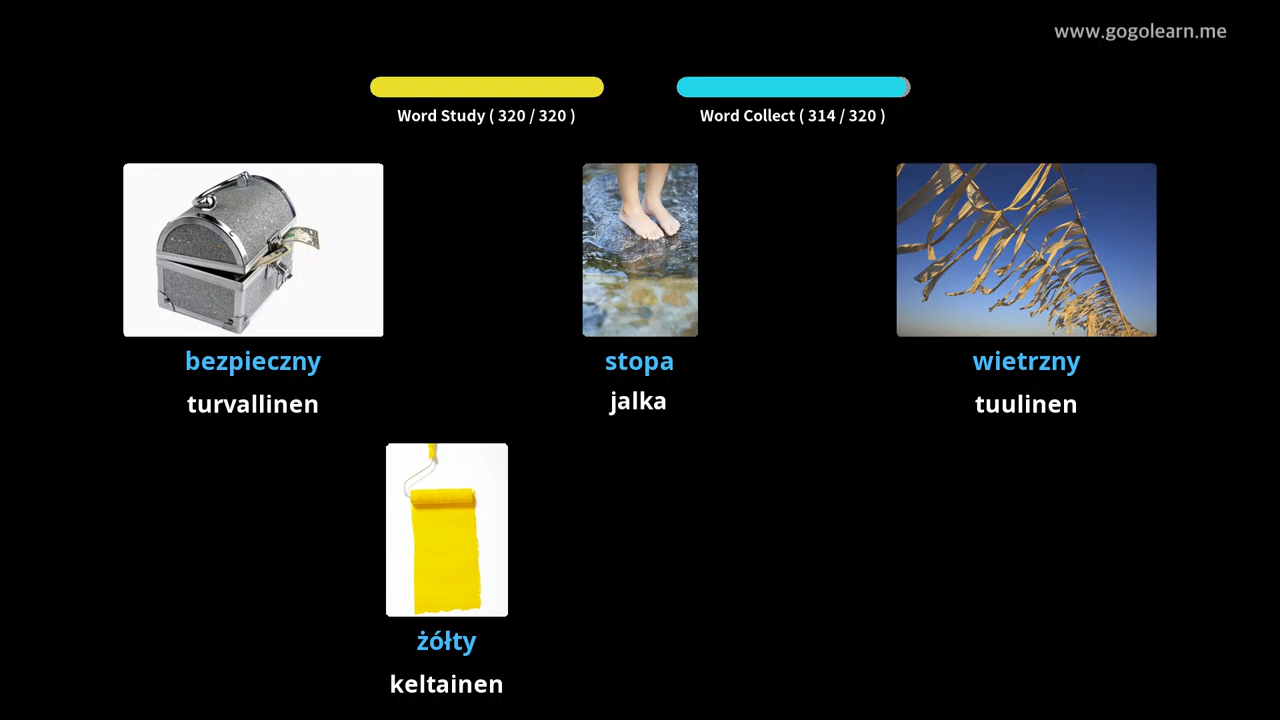 www.gogolearn.me
Word Study ( 320 / 320 )
Word Collect ( 314 / 320 )
bezpieczny
turvallinen
stopa
jalka
wietrzny
tuulinen
żółty
keltainen